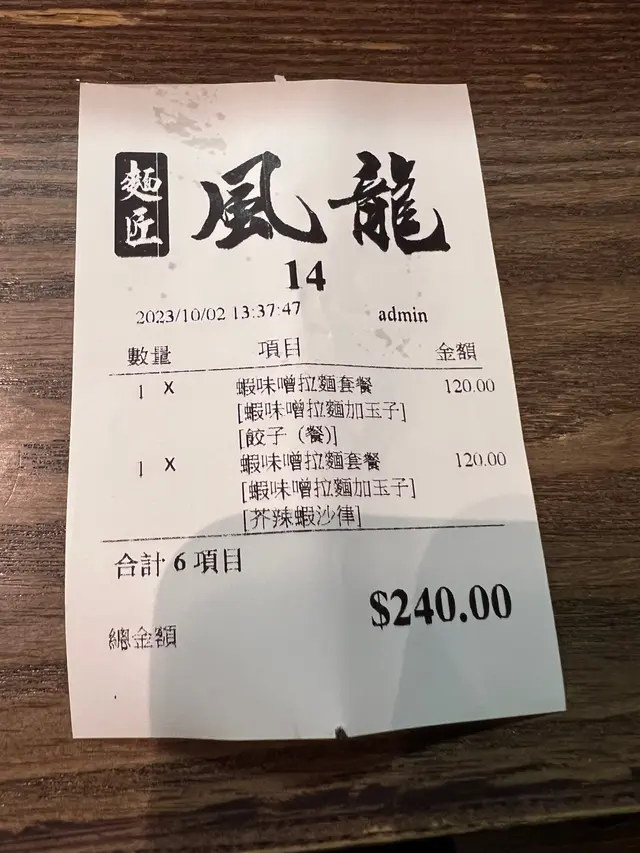 麵匠 風龍
14
2023/10/02 13:37:47 admin
數量 項目 金額
1 X 蝦味噌拉麵套餐 120.00
[蝦味噌拉麵加玉子]
[餃子（餐)]
1 X 蝦味噌拉麵套餐 120.00
[蝦味噌拉麵加玉子]
[芥辣蝦沙律]
合計 6 項目
$240.00
總金額